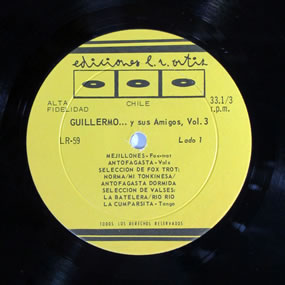 ediciones l.r. ortiz
ALTA FIDELIDAD
CHILE
33.1/3 r.p.m.
GUILLERMO... y sus Amigos, Vol. 3
LR-59
Lado 1
MEJILLONES - Fox-trot
ANTOFAGASTA - Vals
SELECCION DE FOX TROT:
NORMA/MI TONKINESA/
ANTOFAGASTA DORMIDA
SELECCION DE VALSES:
LA BATELERA/RIO RIO
LA CUMPARSITA - Tango
TODOS LOS DERECHOS RESERVADOS